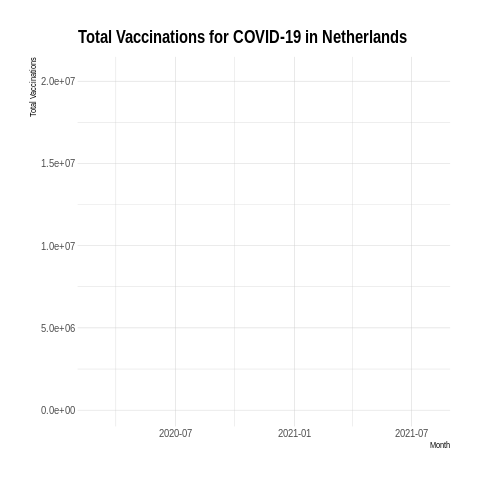 Total Vaccinations for COVID-19 in Netherlands
Total Vaccinations
2.0e+07
1.5e+07
1.0e+07
5.0e+06
0.0e+00
2020-07 2021-01 2021-07
Month